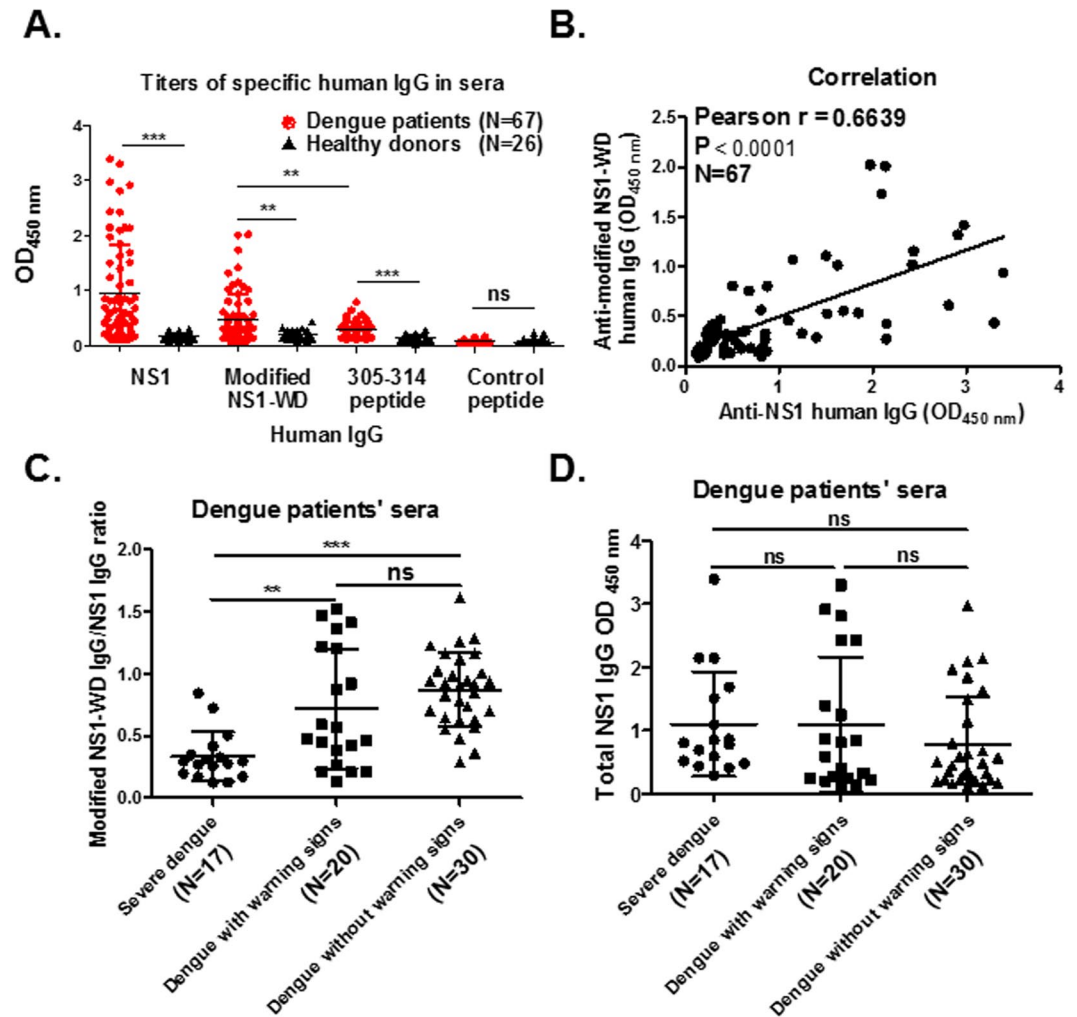 A.
Titers of specific human IgG in sera
Dengue patients (N=67)
Healthy donors (N=26)
OD450 nm
4
3
2
1
0
***
**
**
***
ns
NS1
Modified NS1-WD
305-314 peptide
Control peptide
Human IgG
B.
Correlation
Pearson r = 0.6639
P < 0.0001
N=67
Anti-modified NS1-WD
human IgG (OD450 nm)
2.5
2.0
1.5
1.0
0.5
0.0
0 1 2 3 4
Anti-NS1 human IgG (OD450 nm)
C.
Dengue patients' sera
Modified NS1-WD IgG/NS1 IgG ratio
2.0
1.5
1.0
0.5
0.0
***
**
ns
Severe dengue
(N=17)
Dengue with warning signs
(N=20)
Dengue without warning signs
(N=30)
D.
Dengue patients' sera
Total NS1 IgG OD 450 nm
4
3
2
1
0
ns
ns
ns
Severe dengue
(N=17)
Dengue with warning signs
(N=20)
Dengue without warning signs
(N=30)